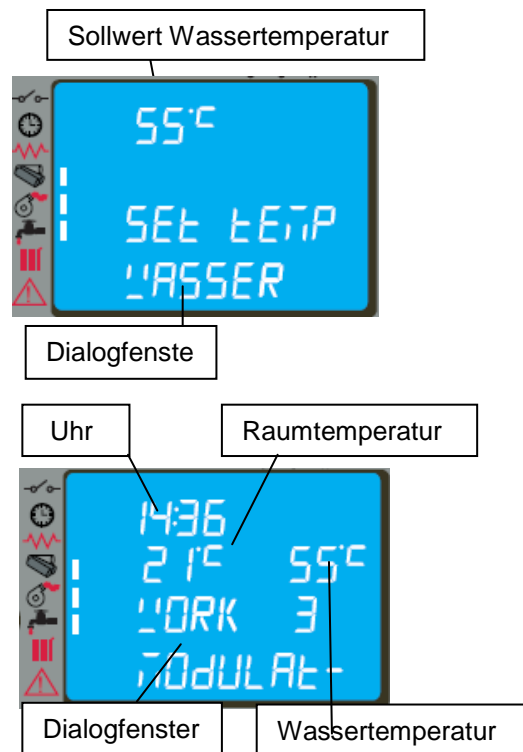 Sollwert Wassertemperatur
55°C
SEt tEMP
WASSER
Dialogfenste
Uhr
Raumtemperatur
14:36
21°C 55°C
WORK 3
MOdULAt-
Dialogfenster
Wassertemperatur